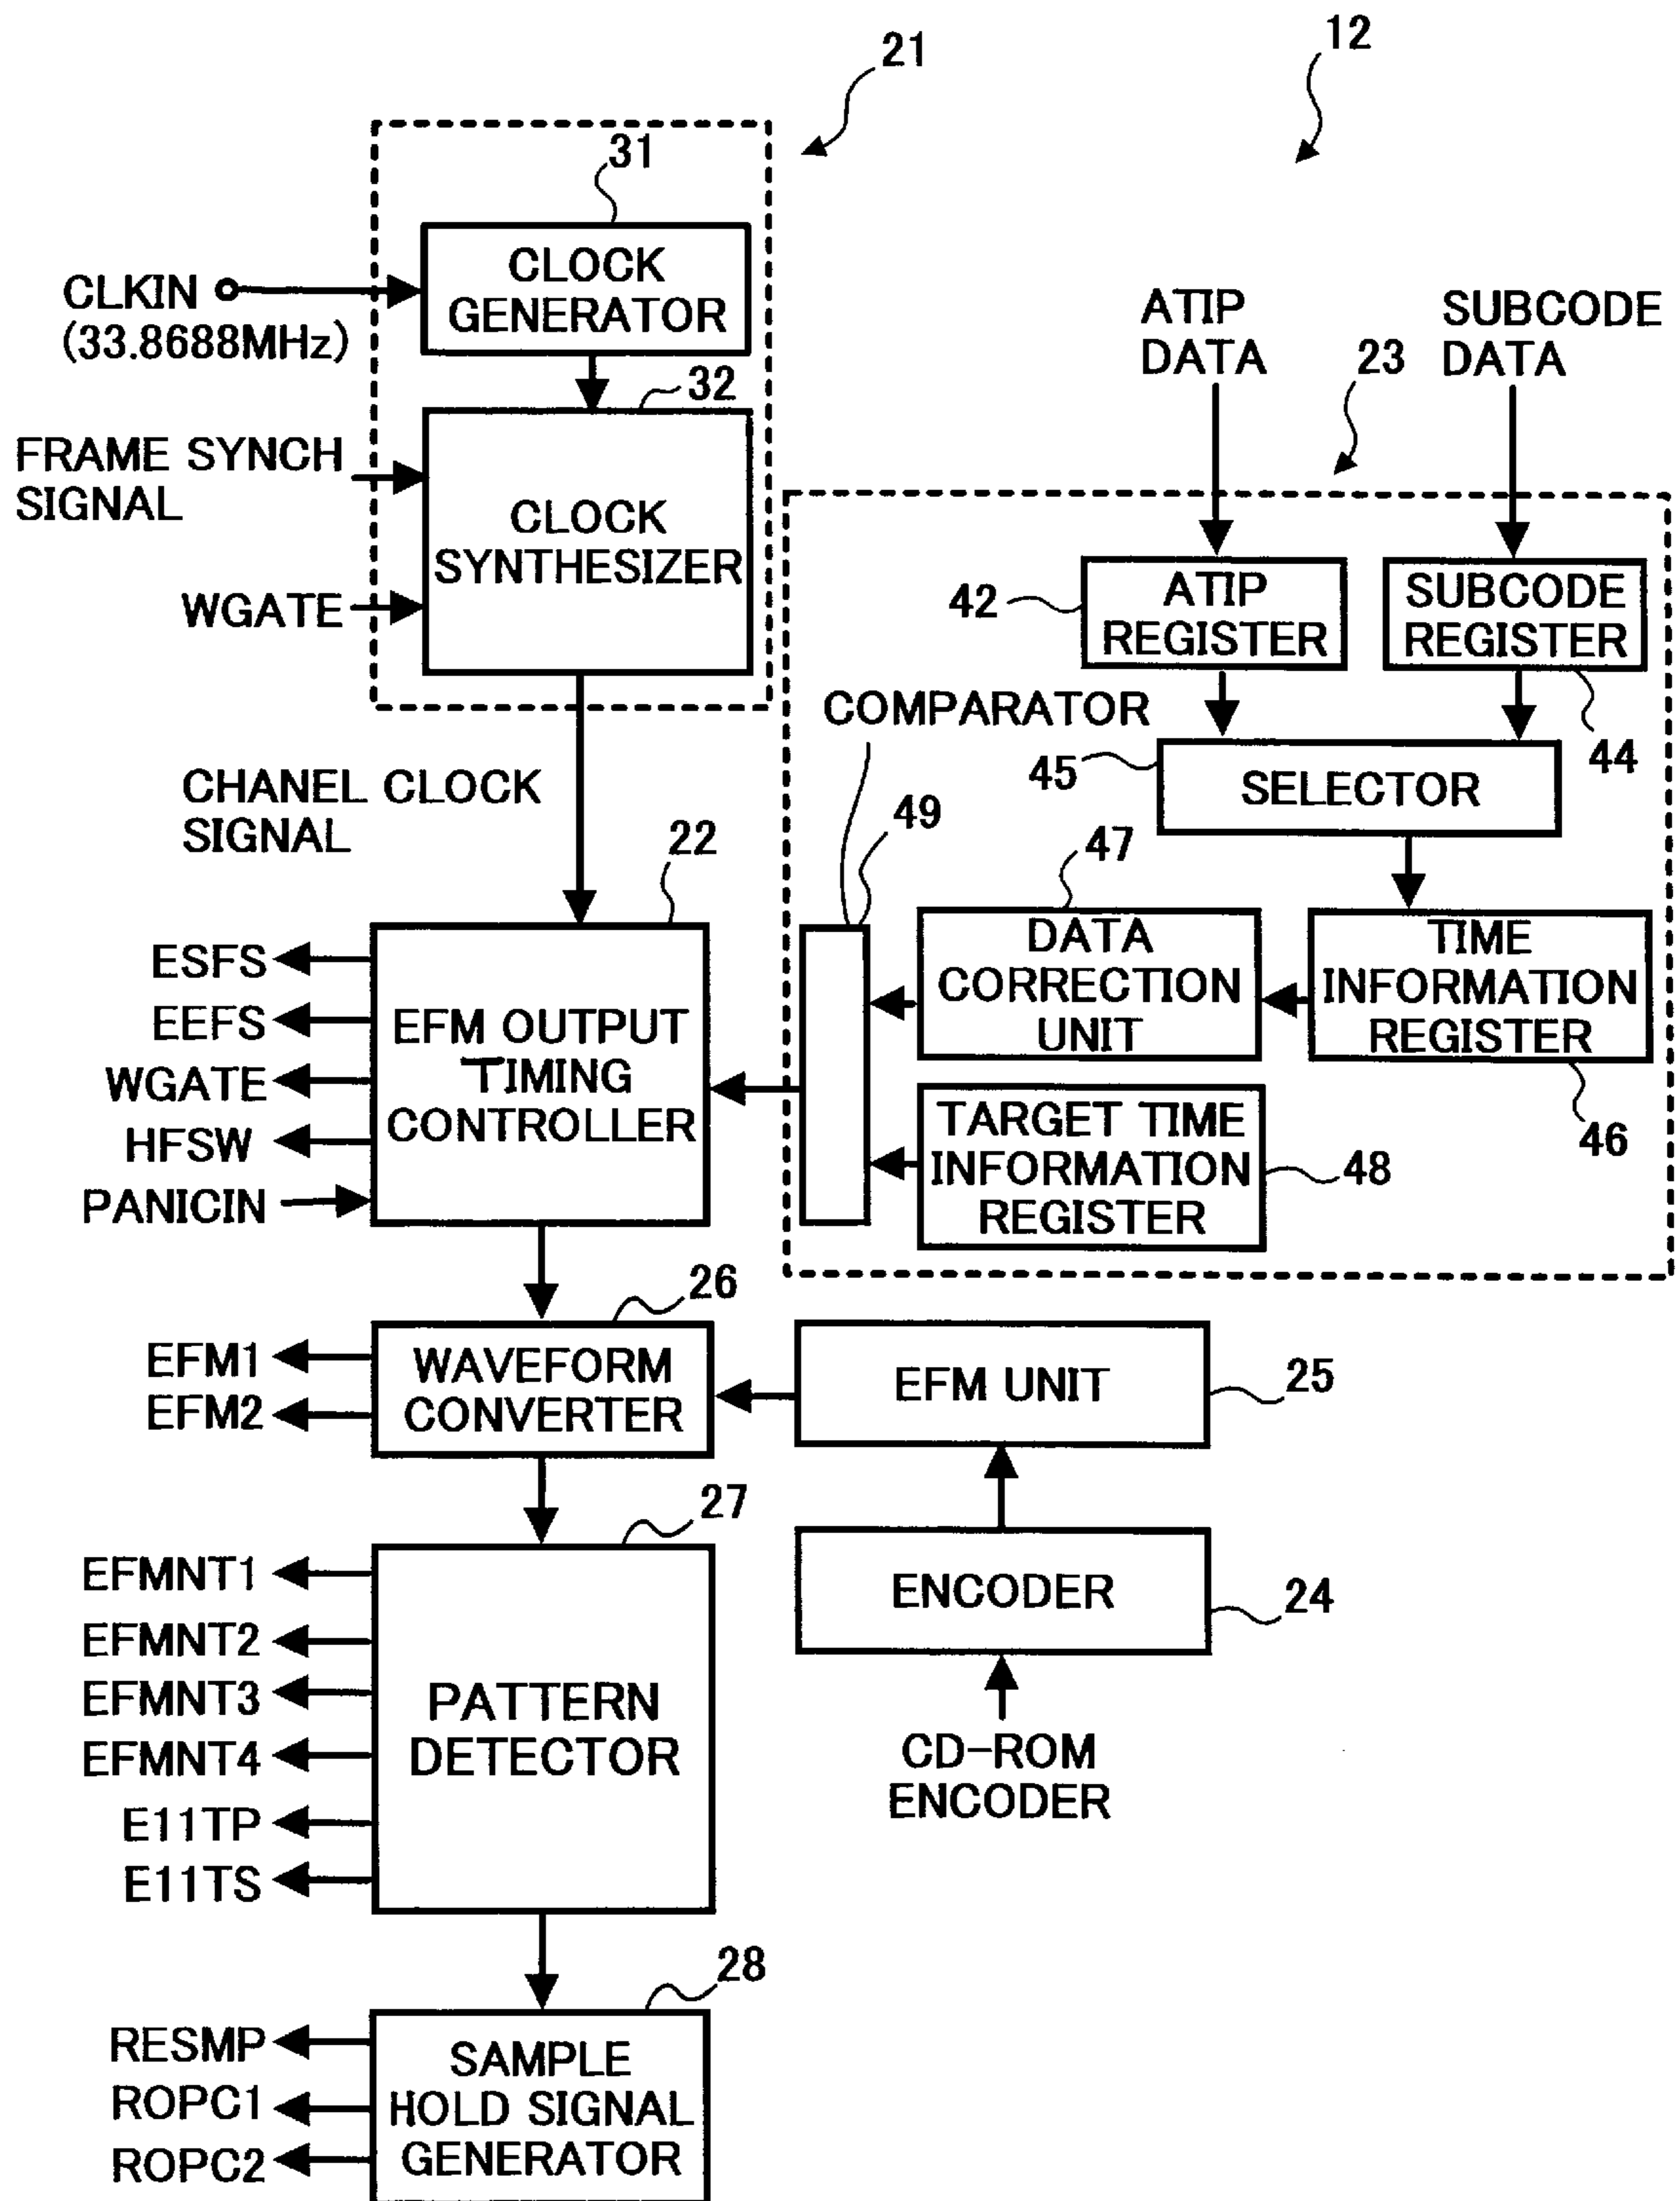 12
21
31
CLOCK
GENERATOR
CLKIN
(33.8688MHz)
32
FRAME SYNCH
SIGNAL
CLOCK
SYNTHESIZER
WGATE
ATIP
DATA
SUBCODE
DATA
23
42
ATIP
REGISTER
SUBCODE
REGISTER
44
COMPARATOR
45
SELECTOR
CHANEL CLOCK
SIGNAL
49
47
22
DATA
CORRECTION
UNIT
TIME
INFORMATION
REGISTER
46
ESFS
EEFS
WGATE
HFSW
PANICIN
EFM OUTPUT
TIMING
CONTROLLER
TARGET TIME
INFORMATION
REGISTER
48
26
EFM1
EFM2
WAVEFORM
CONVERTER
EFM UNIT
25
27
EFMNT1
EFMNT2
EFMNT3
EFMNT4
E11TP
E11TS
PATTERN
DETECTOR
ENCODER
24
CD-ROM
ENCODER
28
RESMP
ROPC1
ROPC2
SAMPLE
HOLD SIGNAL
GENERATOR